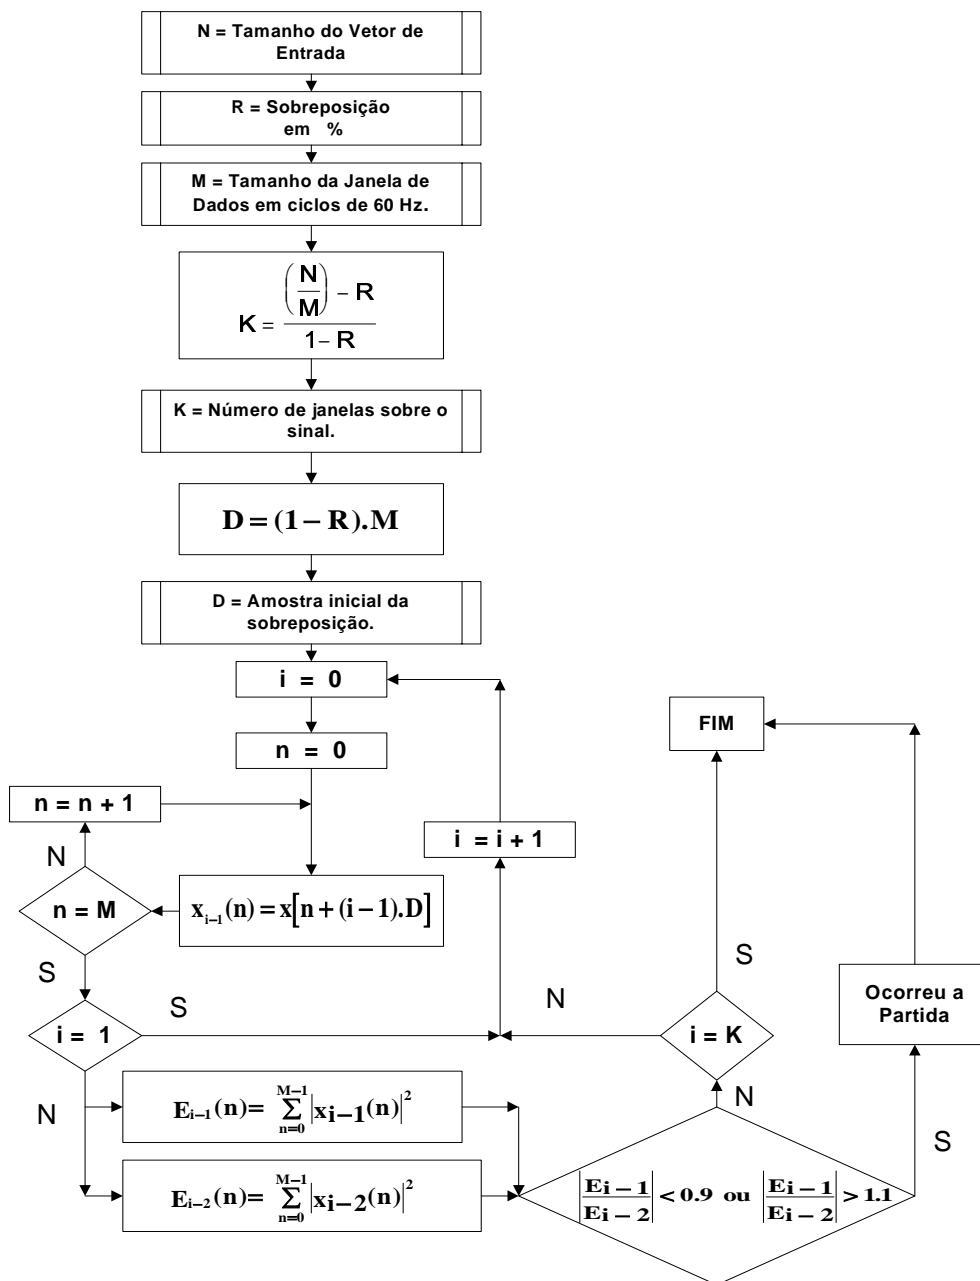 N = Tamanho do Vetor de
Entrada
R = Sobreposição
em %
M = Tamanho da Janela de
Dados em ciclos de 60 Hz.
K = ((N/M) – R)/(1– R)
K = Número de janelas sobre o
sinal.
D = (1 – R).M
D = Amostra inicial da
sobreposição.
i = 0
n = 0
n = n + 1
i = i + 1
FIM
N
n = M
x_{i–1}(n) = x[n + (i – 1).D]
S
i = 1
S
N
i = K
S
Ocorreu a
Partida
N
E_{i–1}(n)= ∑_{n=0}^{M–1} |x_{i–1}(n)|²
E_{i–2}(n)= ∑_{n=0}^{M–1} |x_{i–2}(n)|²
N
S
|E_{i – 1}/E_{i – 2}| < 0.9 ou |E_{i – 1}/E_{i – 2}| > 1.1